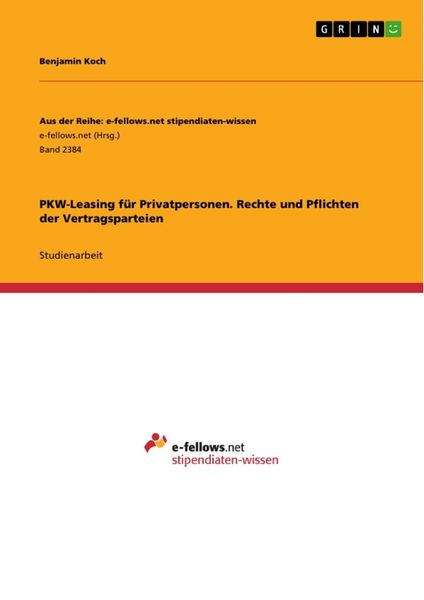 GRIN
Benjamin Koch
Aus der Reihe: e-fellows.net stipendiaten-wissen
e-fellows.net (Hrsg.)
Band 2384
PKW-Leasing für Privatpersonen. Rechte und Pflichten
der Vertragsparteien
Studienarbeit
e-fellows.net
stipendiaten-wissen